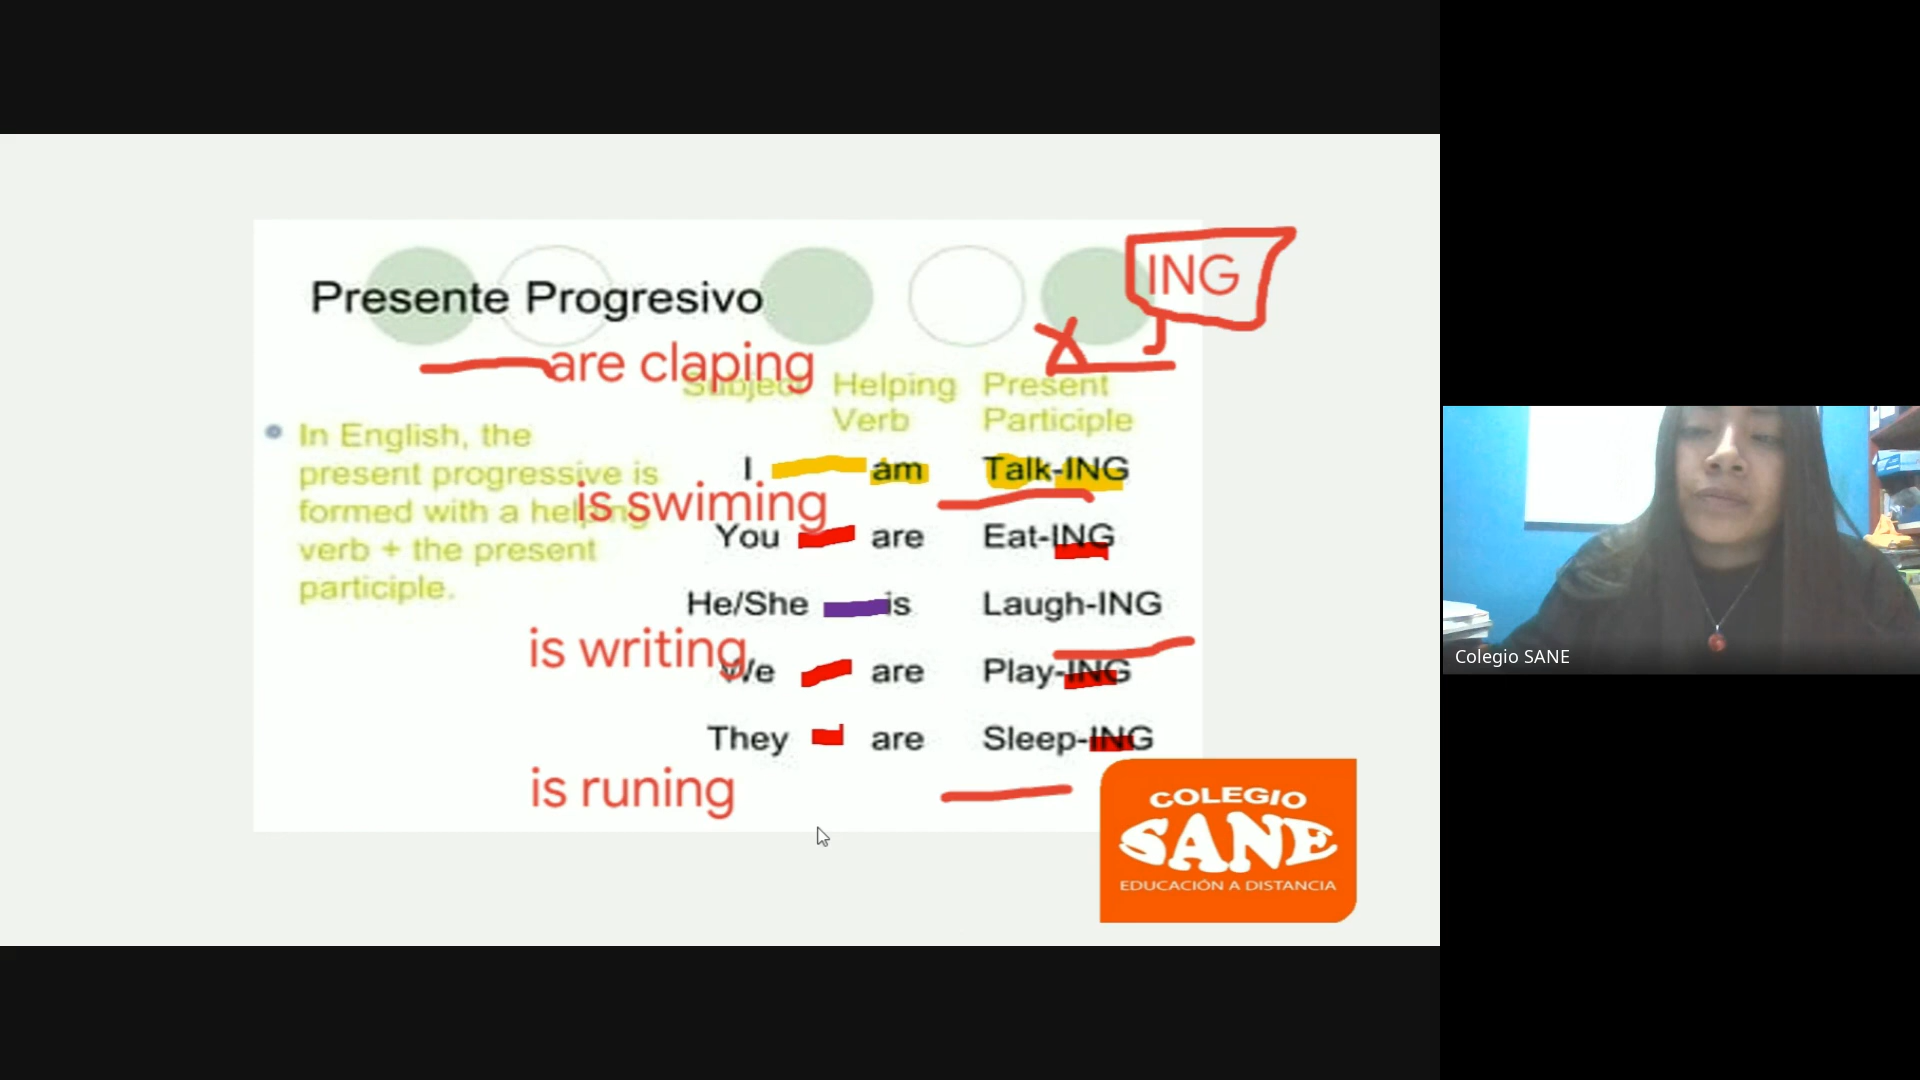 ING
Presente Progresivo
are claping
Subject Helping Verb Present Participle
In English, the
present progressive is
formed with a helping
verb + the present
participle.
I am Talk-ING
is swiming
You are Eat-ING
He/She is Laugh-ING
is writing
We are Play-ING
They are Sleep-ING
is runing
COLEGIO
SANE
EDUCACIÓN A DISTANCIA
Colegio SANE